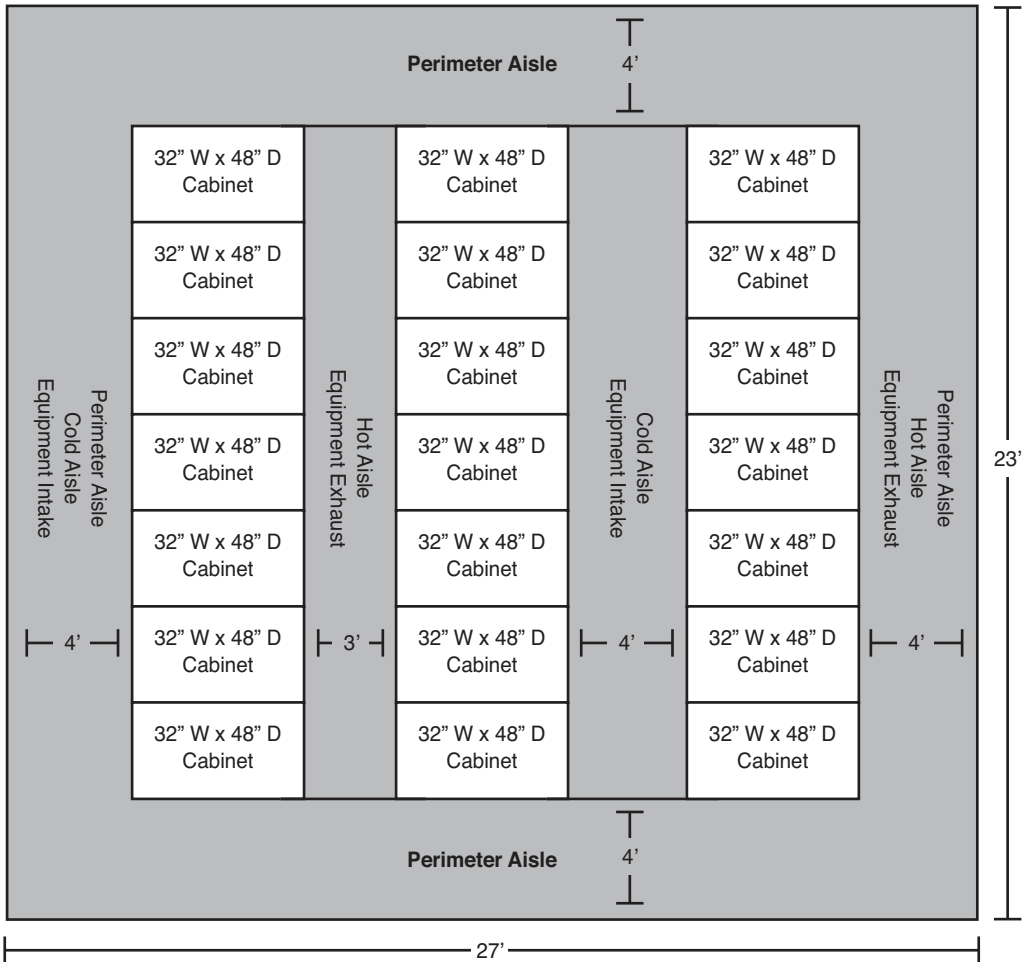 Perimeter Aisle
4’
32” W x 48” D
Cabinet
32” W x 48” D
Cabinet
32” W x 48” D
Cabinet
32” W x 48” D
Cabinet
32” W x 48” D
Cabinet
32” W x 48” D
Cabinet
32” W x 48” D
Cabinet
32” W x 48” D
Cabinet
32” W x 48” D
Cabinet
Perimeter Aisle
Cold Aisle
Equipment Intake
Hot Aisle
Equipment Exhaust
Cold Aisle
Equipment Intake
Perimeter Aisle
Hot Aisle
Equipment Exhaust
23’
32” W x 48” D
Cabinet
32” W x 48” D
Cabinet
32” W x 48” D
Cabinet
32” W x 48” D
Cabinet
32” W x 48” D
Cabinet
32” W x 48” D
Cabinet
4’
32” W x 48” D
Cabinet
3’
32” W x 48” D
Cabinet
4’
32” W x 48” D
Cabinet
4’
32” W x 48” D
Cabinet
32” W x 48” D
Cabinet
32” W x 48” D
Cabinet
Perimeter Aisle
4’
27’